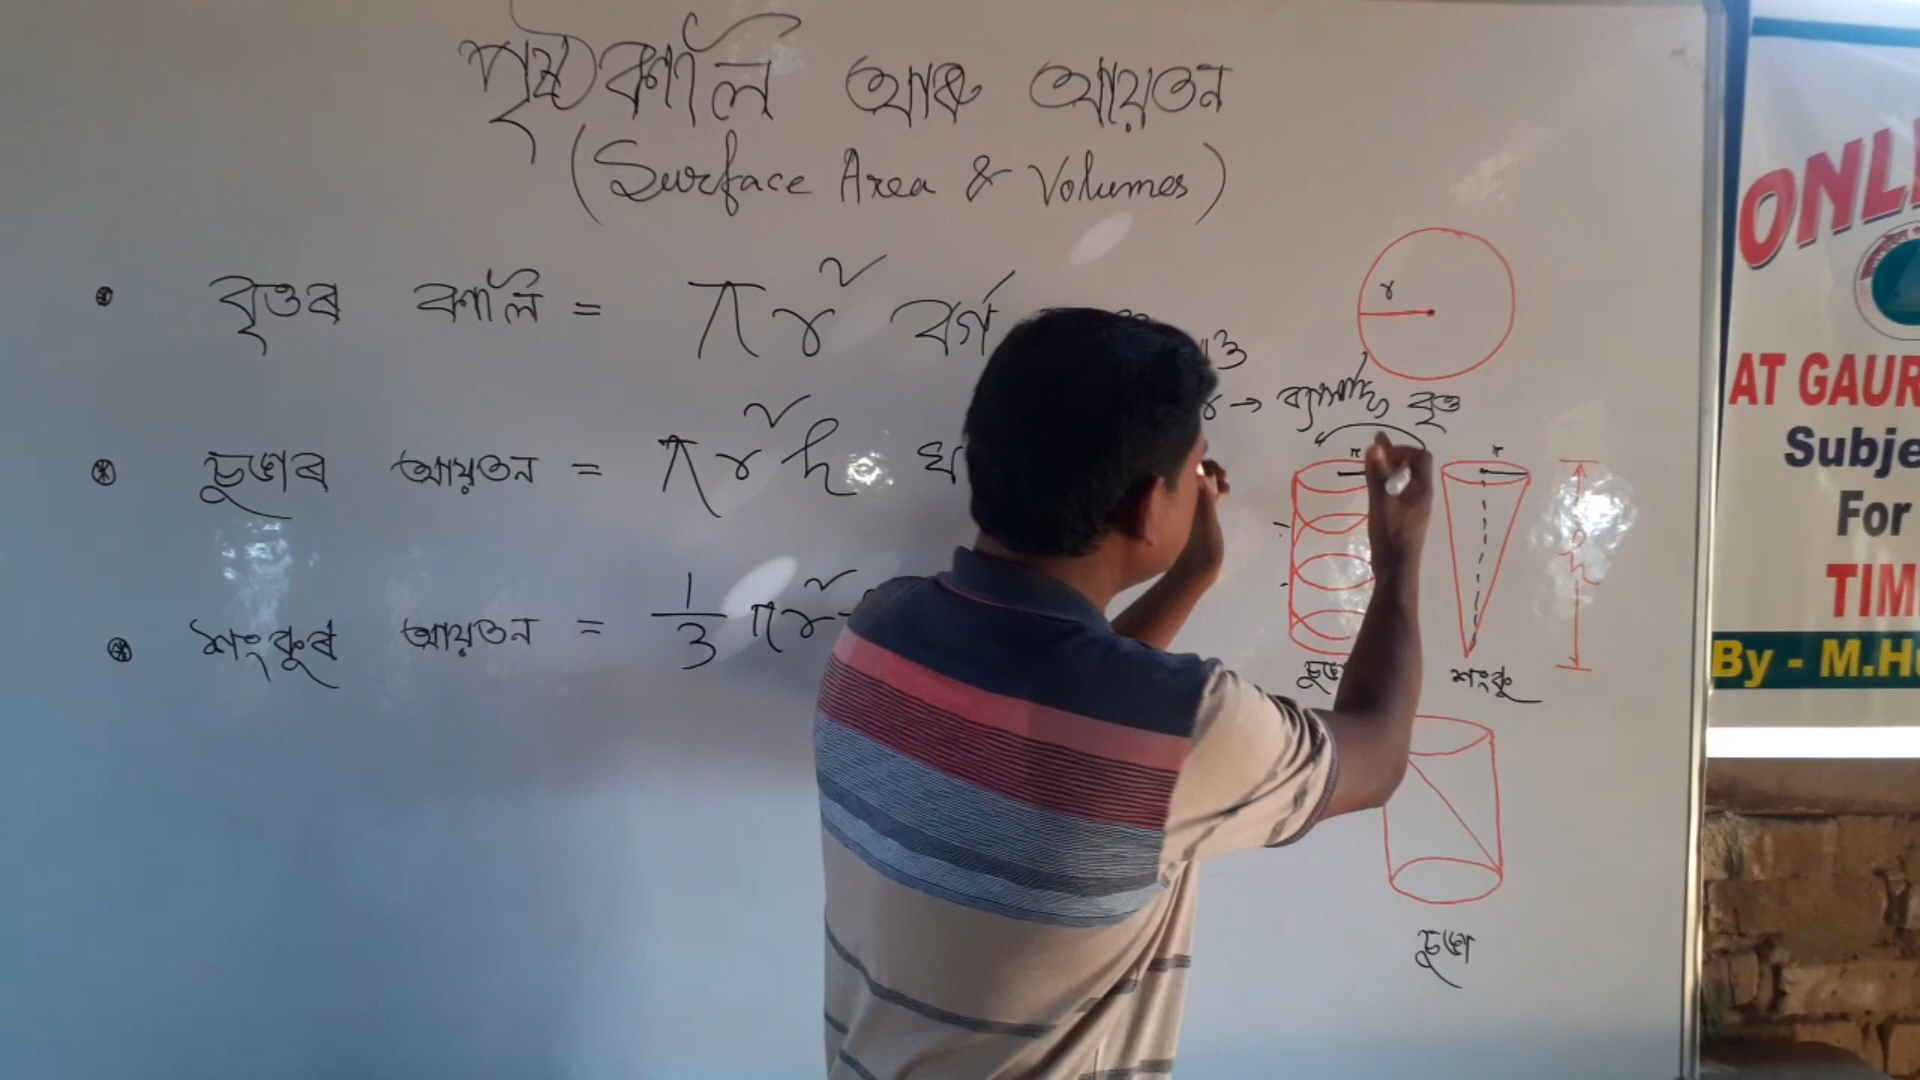 পৃষ্ঠকালি আৰু আয়তন
(Surface Area & Volumes)
• বৃত্তৰ কালি = πr² বৰ্গ
r
r → ব্যাসাৰ্দ্ধ বৃত্ত
চুঙাৰ আয়তন = πr²h ঘ
r
r
h
শংকুৰ আয়তন = 1/3 πr²
শংকু
চুঙা
ONLI
AT GAUR
Subje
For
TIM
By - M.Hu